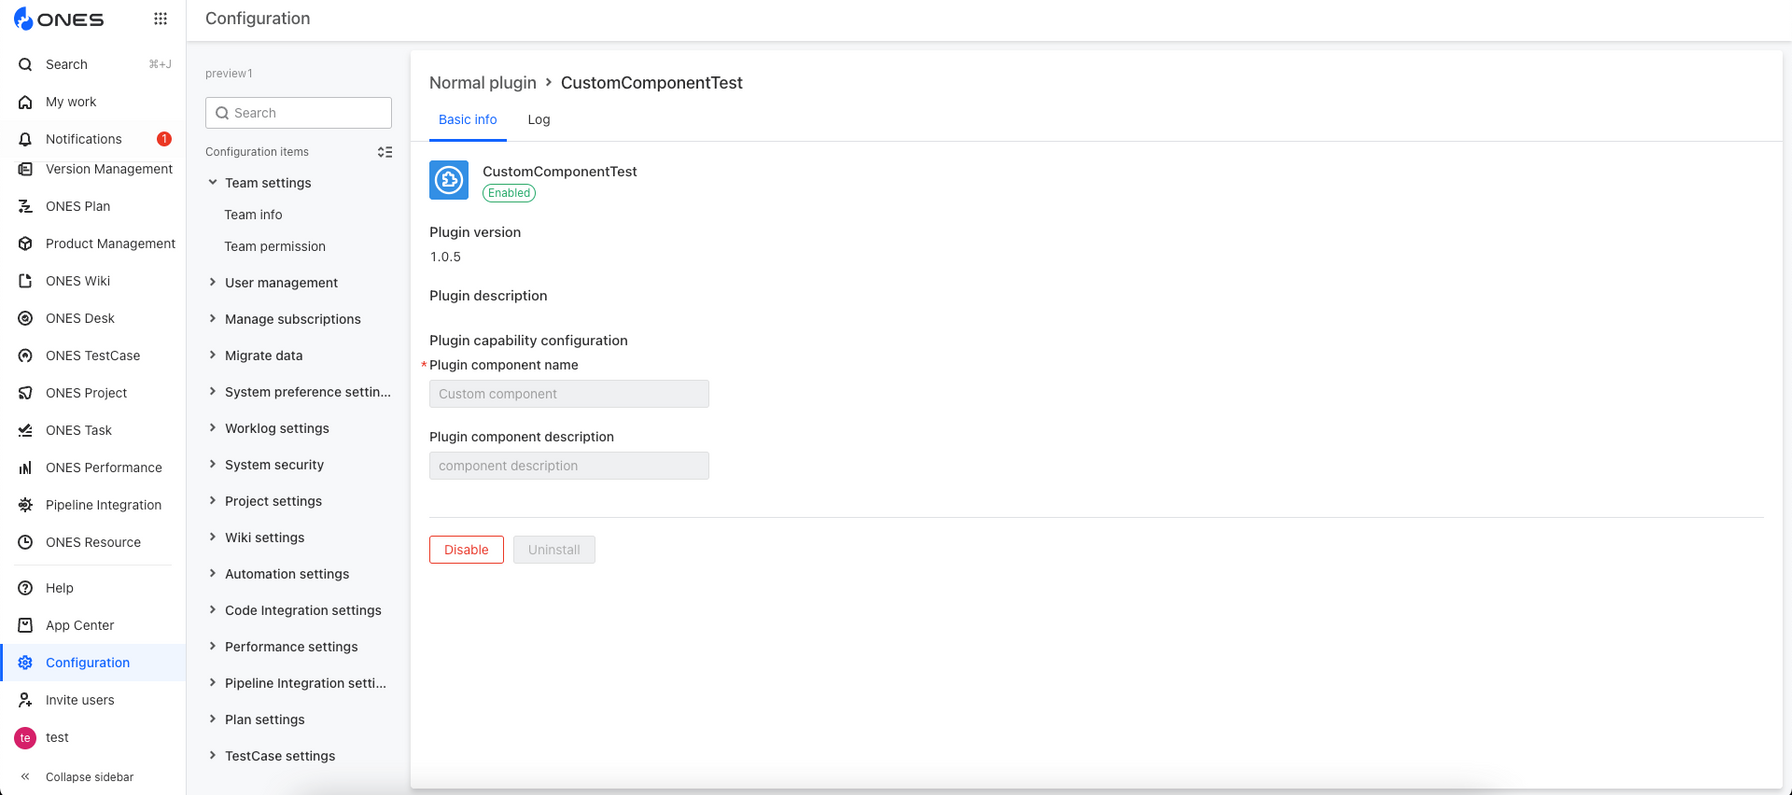 ONES
Search
⌘+J
My work
Notifications
1
Version Management
ONES Plan
Product Management
ONES Wiki
ONES Desk
ONES TestCase
ONES Project
ONES Task
ONES Performance
Pipeline Integration
ONES Resource
Help
App Center
Configuration
Invite users
te
test
Collapse sidebar
Configuration
preview1
Search
Configuration items
Team settings
Team info
Team permission
User management
Manage subscriptions
Migrate data
System preference settin...
Worklog settings
System security
Project settings
Wiki settings
Automation settings
Code Integration settings
Performance settings
Pipeline Integration setti...
Plan settings
TestCase settings
Normal plugin > CustomComponentTest
Basic info
Log
CustomComponentTest
Enabled
Plugin version
1.0.5
Plugin description
Plugin capability configuration
*Plugin component name
Custom component
Plugin component description
component description
Disable
Uninstall